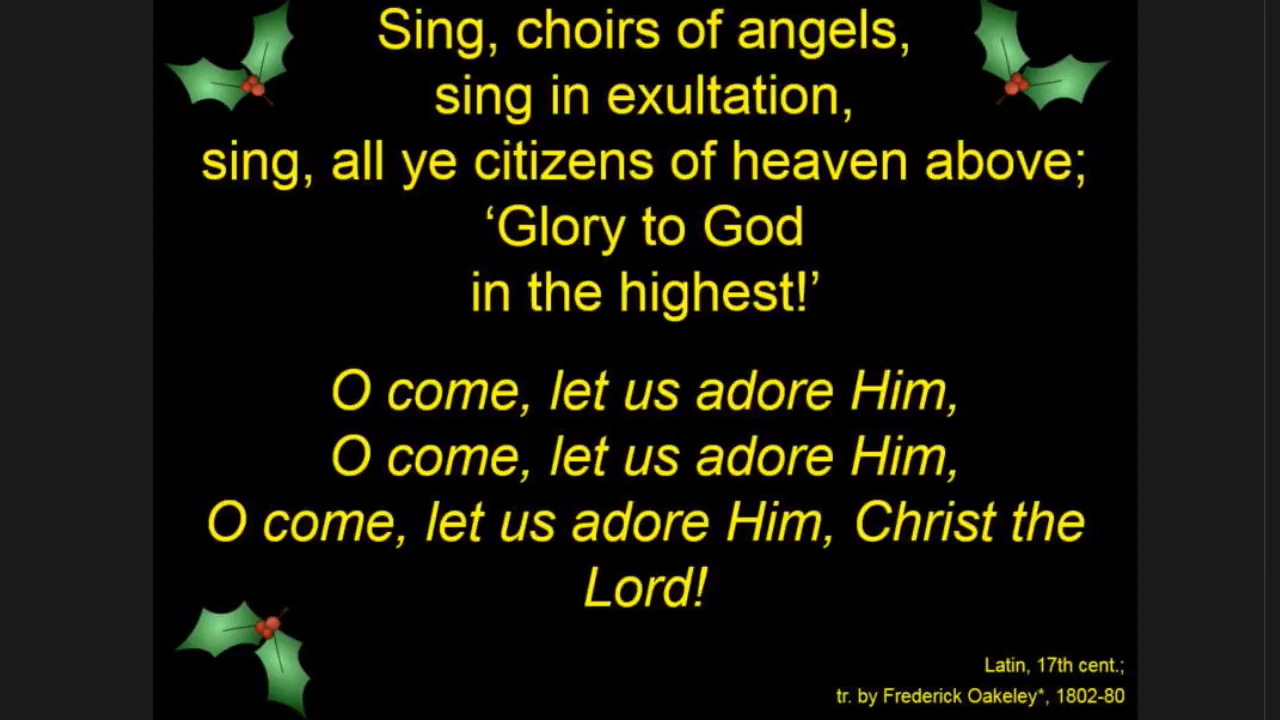 Sing, choirs of angels,
sing in exultation,
sing, all ye citizens of heaven above;
‘Glory to God
in the highest!’
O come, let us adore Him,
O come, let us adore Him,
O come, let us adore Him, Christ the
Lord!
Latin, 17th cent.;
tr. by Frederick Oakeley*, 1802-80